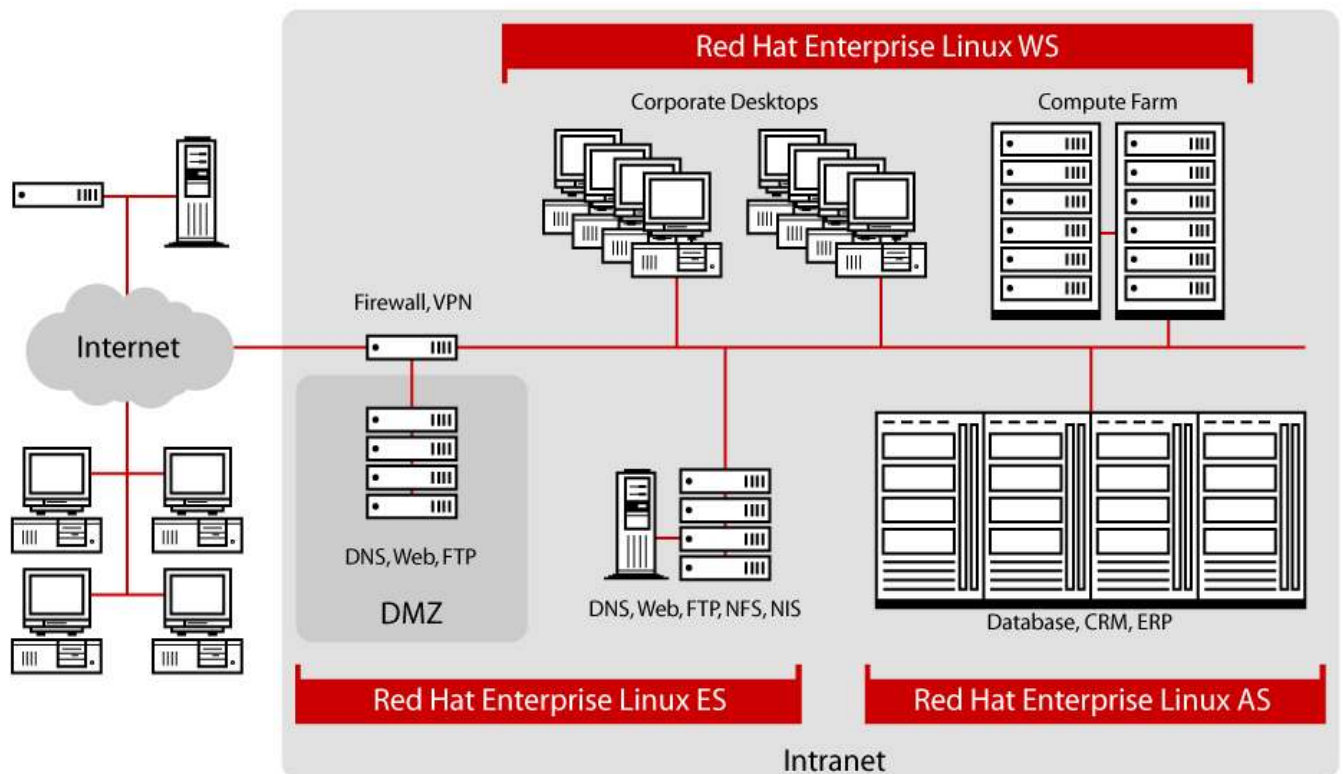 Red Hat Enterprise Linux WS
Corporate Desktops
Compute Farm
Firewall, VPN
Internet
DNS, Web, FTP
DMZ
DNS, Web, FTP, NFS, NIS
Database, CRM, ERP
Red Hat Enterprise Linux ES
Red Hat Enterprise Linux AS
Intranet